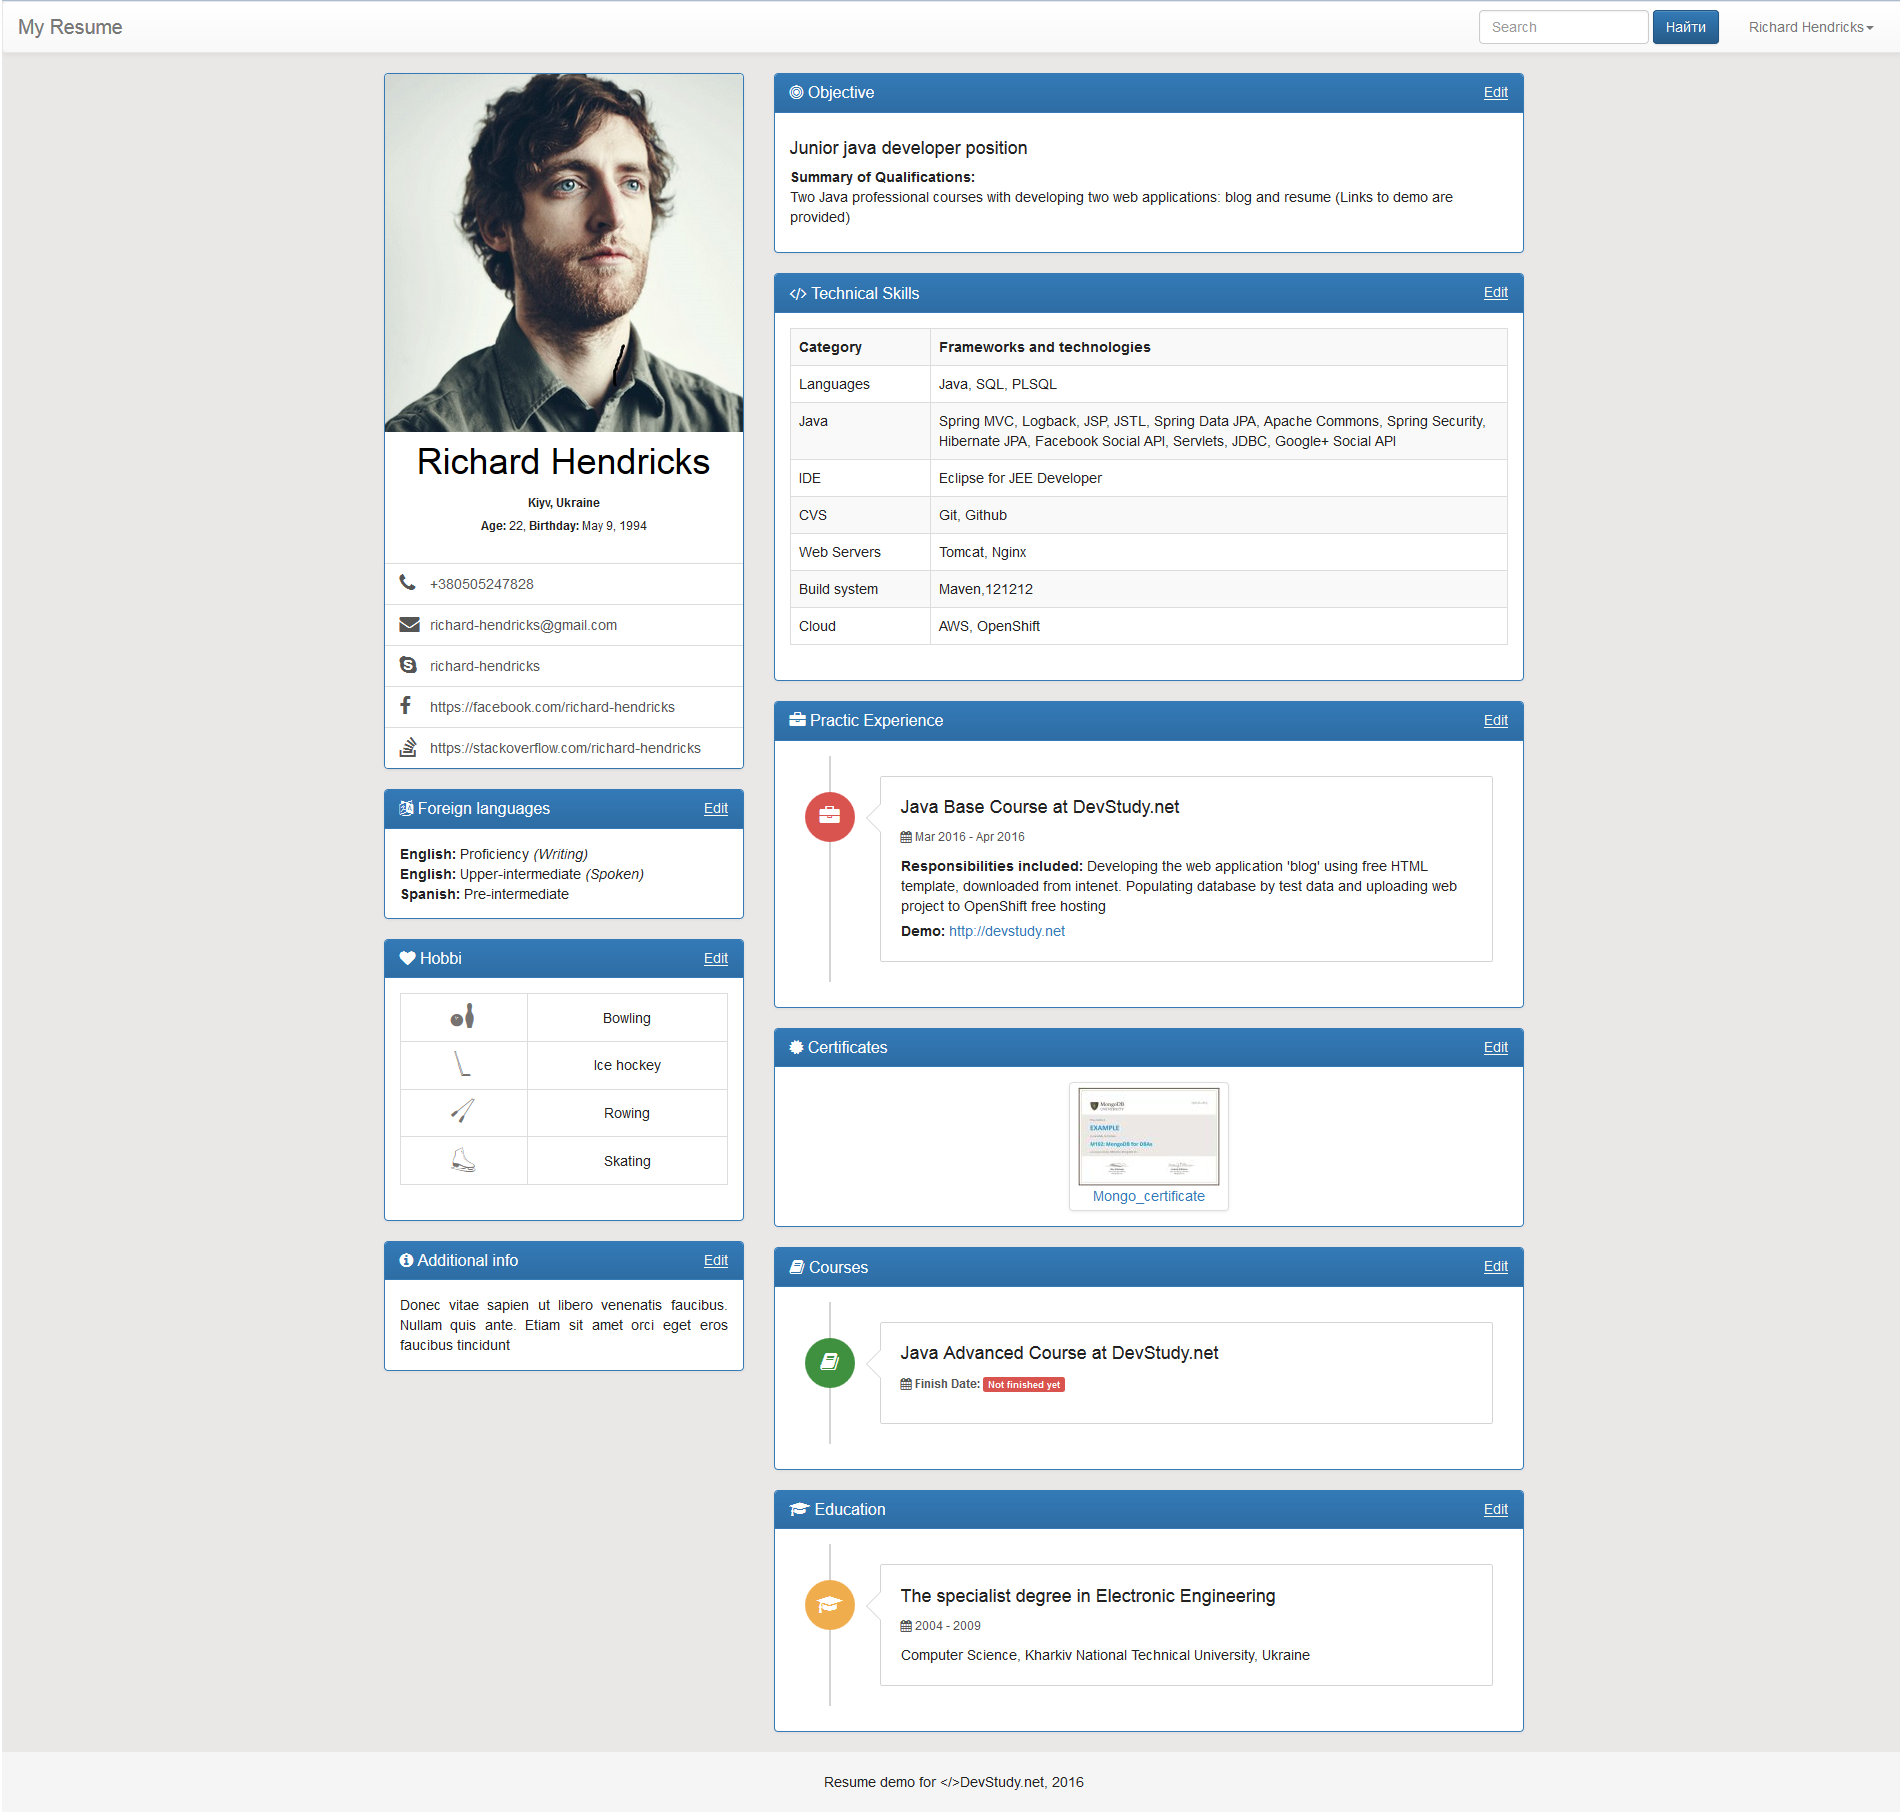 My Resume
Search
Найти
Richard Hendricks
Richard Hendricks
Kiyv, Ukraine
Age: 22, Birthday: May 9, 1994
+380505247828
richard-hendricks@gmail.com
richard-hendricks
https://facebook.com/richard-hendricks
https://stackoverflow.com/richard-hendricks
Foreign languages
Edit
English: Proficiency (Writing)
English: Upper-intermediate (Spoken)
Spanish: Pre-intermediate
Hobbi
Edit
Bowling
Ice hockey
Rowing
Skating
Additional info
Edit
Donec vitae sapien ut libero venenatis faucibus.
Nullam quis ante. Etiam sit amet orci eget eros
faucibus tincidunt
Objective
Edit
Junior java developer position
Summary of Qualifications:
Two Java professional courses with developing two web applications: blog and resume (Links to demo are
provided)
</> Technical Skills
Edit
Category Frameworks and technologies
Languages Java, SQL, PLSQL
Java Spring MVC, Logback, JSP, JSTL, Spring Data JPA, Apache Commons, Spring Security,
Hibernate JPA, Facebook Social API, Servlets, JDBC, Google+ Social API
IDE Eclipse for JEE Developer
CVS Git, Github
Web Servers Tomcat, Nginx
Build system Maven,121212
Cloud AWS, OpenShift
Practic Experience
Edit
Java Base Course at DevStudy.net
Mar 2016 - Apr 2016
Responsibilities included: Developing the web application 'blog' using free HTML
template, downloaded from intenet. Populating database by test data and uploading web
project to OpenShift free hosting
Demo: http://devstudy.net
Certificates
Edit
MongoDB
UNIVERSITY
EXAMPLE
M102: MongoDB for DBAs
Mongo_certificate
Courses
Edit
Java Advanced Course at DevStudy.net
Finish Date: Not finished yet
Education
Edit
The specialist degree in Electronic Engineering
2004 - 2009
Computer Science, Kharkiv National Technical University, Ukraine
Resume demo for </>DevStudy.net, 2016